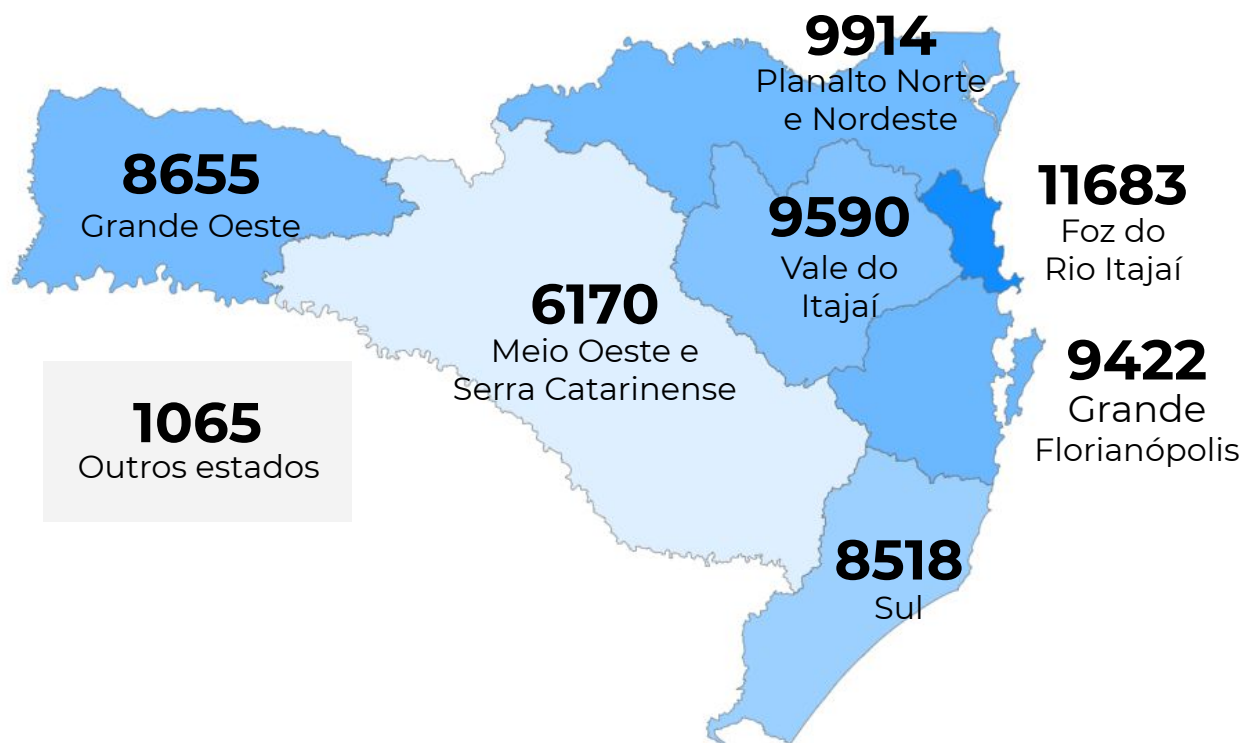 9914
Planalto Norte
e Nordeste
8655
Grande Oeste
11683
Foz do
Rio Itajaí
9590
Vale do
Itajaí
6170
Meio Oeste e
Serra Catarinense
9422
Grande
Florianópolis
1065
Outros estados
8518
Sul